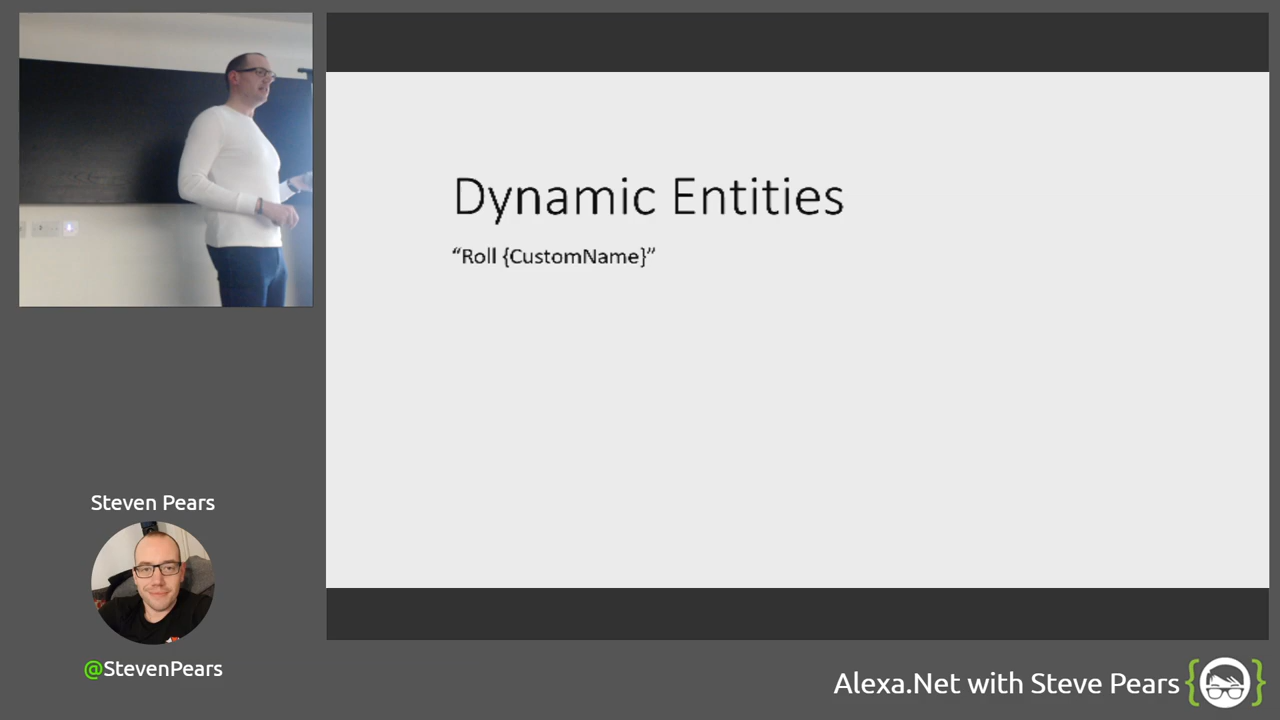 Dynamic Entities
“Roll {CustomName}”
Steven Pears
@StevenPears
Alexa.Net with Steve Pears